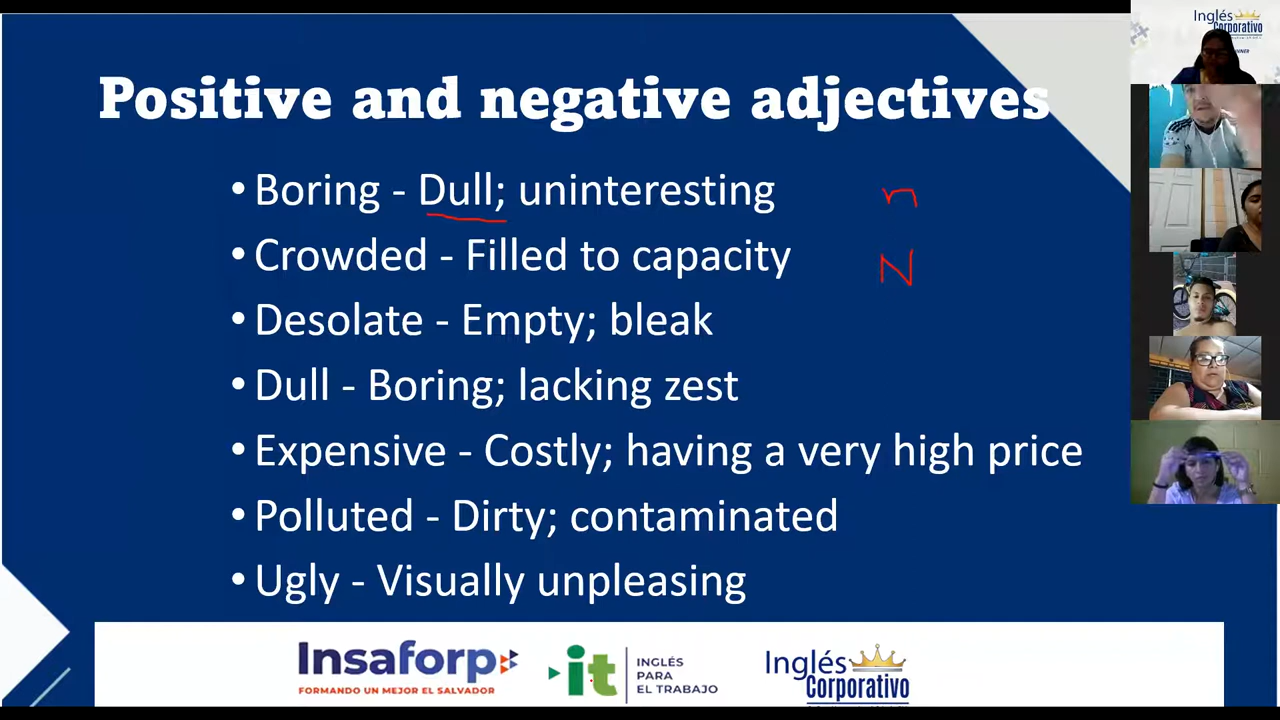 Positive and negative adjectives
• Boring - Dull; uninteresting n
• Crowded - Filled to capacity N
• Desolate - Empty; bleak
• Dull - Boring; lacking zest
• Expensive - Costly; having a very high price
• Polluted - Dirty; contaminated
• Ugly - Visually unpleasing
Insaforp
FORMANDO UN MEJOR EL SALVADOR
it
INGLÉS
PARA
EL TRABAJO
Inglés
Corporativo
Inglés
Corporativo